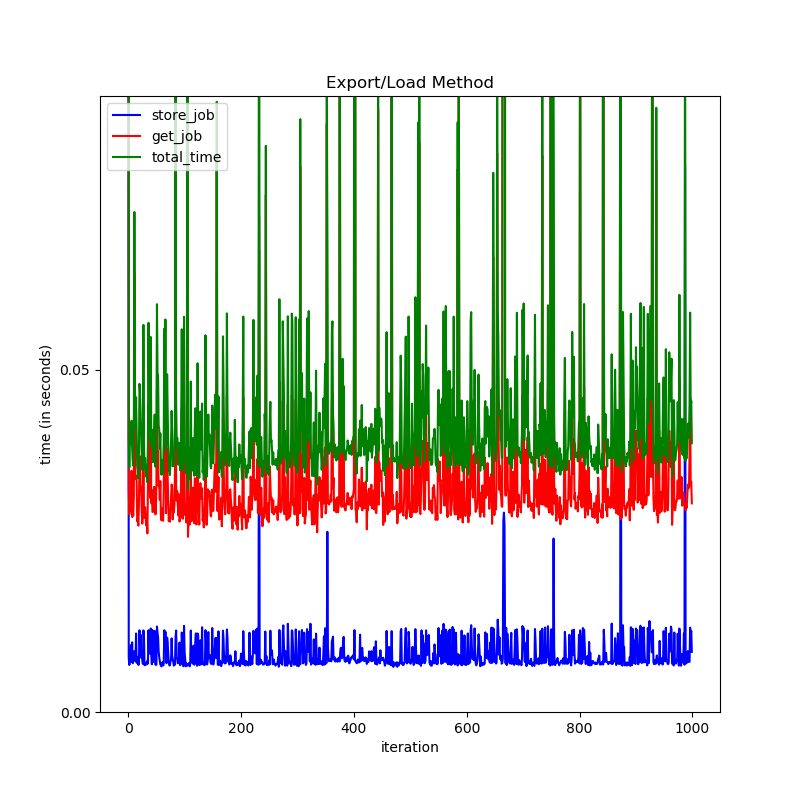 Export/Load Method
store_job
get_job
total_time
time (in seconds)
0.05
0.00
0
200
400
600
800
1000
iteration